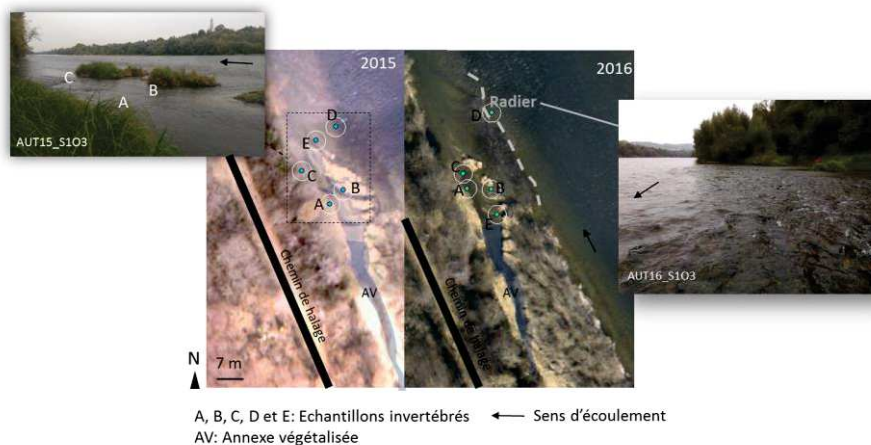 C
A
B
AUT15_S1O3
2015
D
E
C
B
A
AV
Chemin de halage
2016
Radier
D
C
A
B
E
AV
Chemin de halage
AUT16_S1O3
N
7 m
A, B, C, D et E: Echantillons invertébrés
Sens d’écoulement
AV: Annexe végétalisée